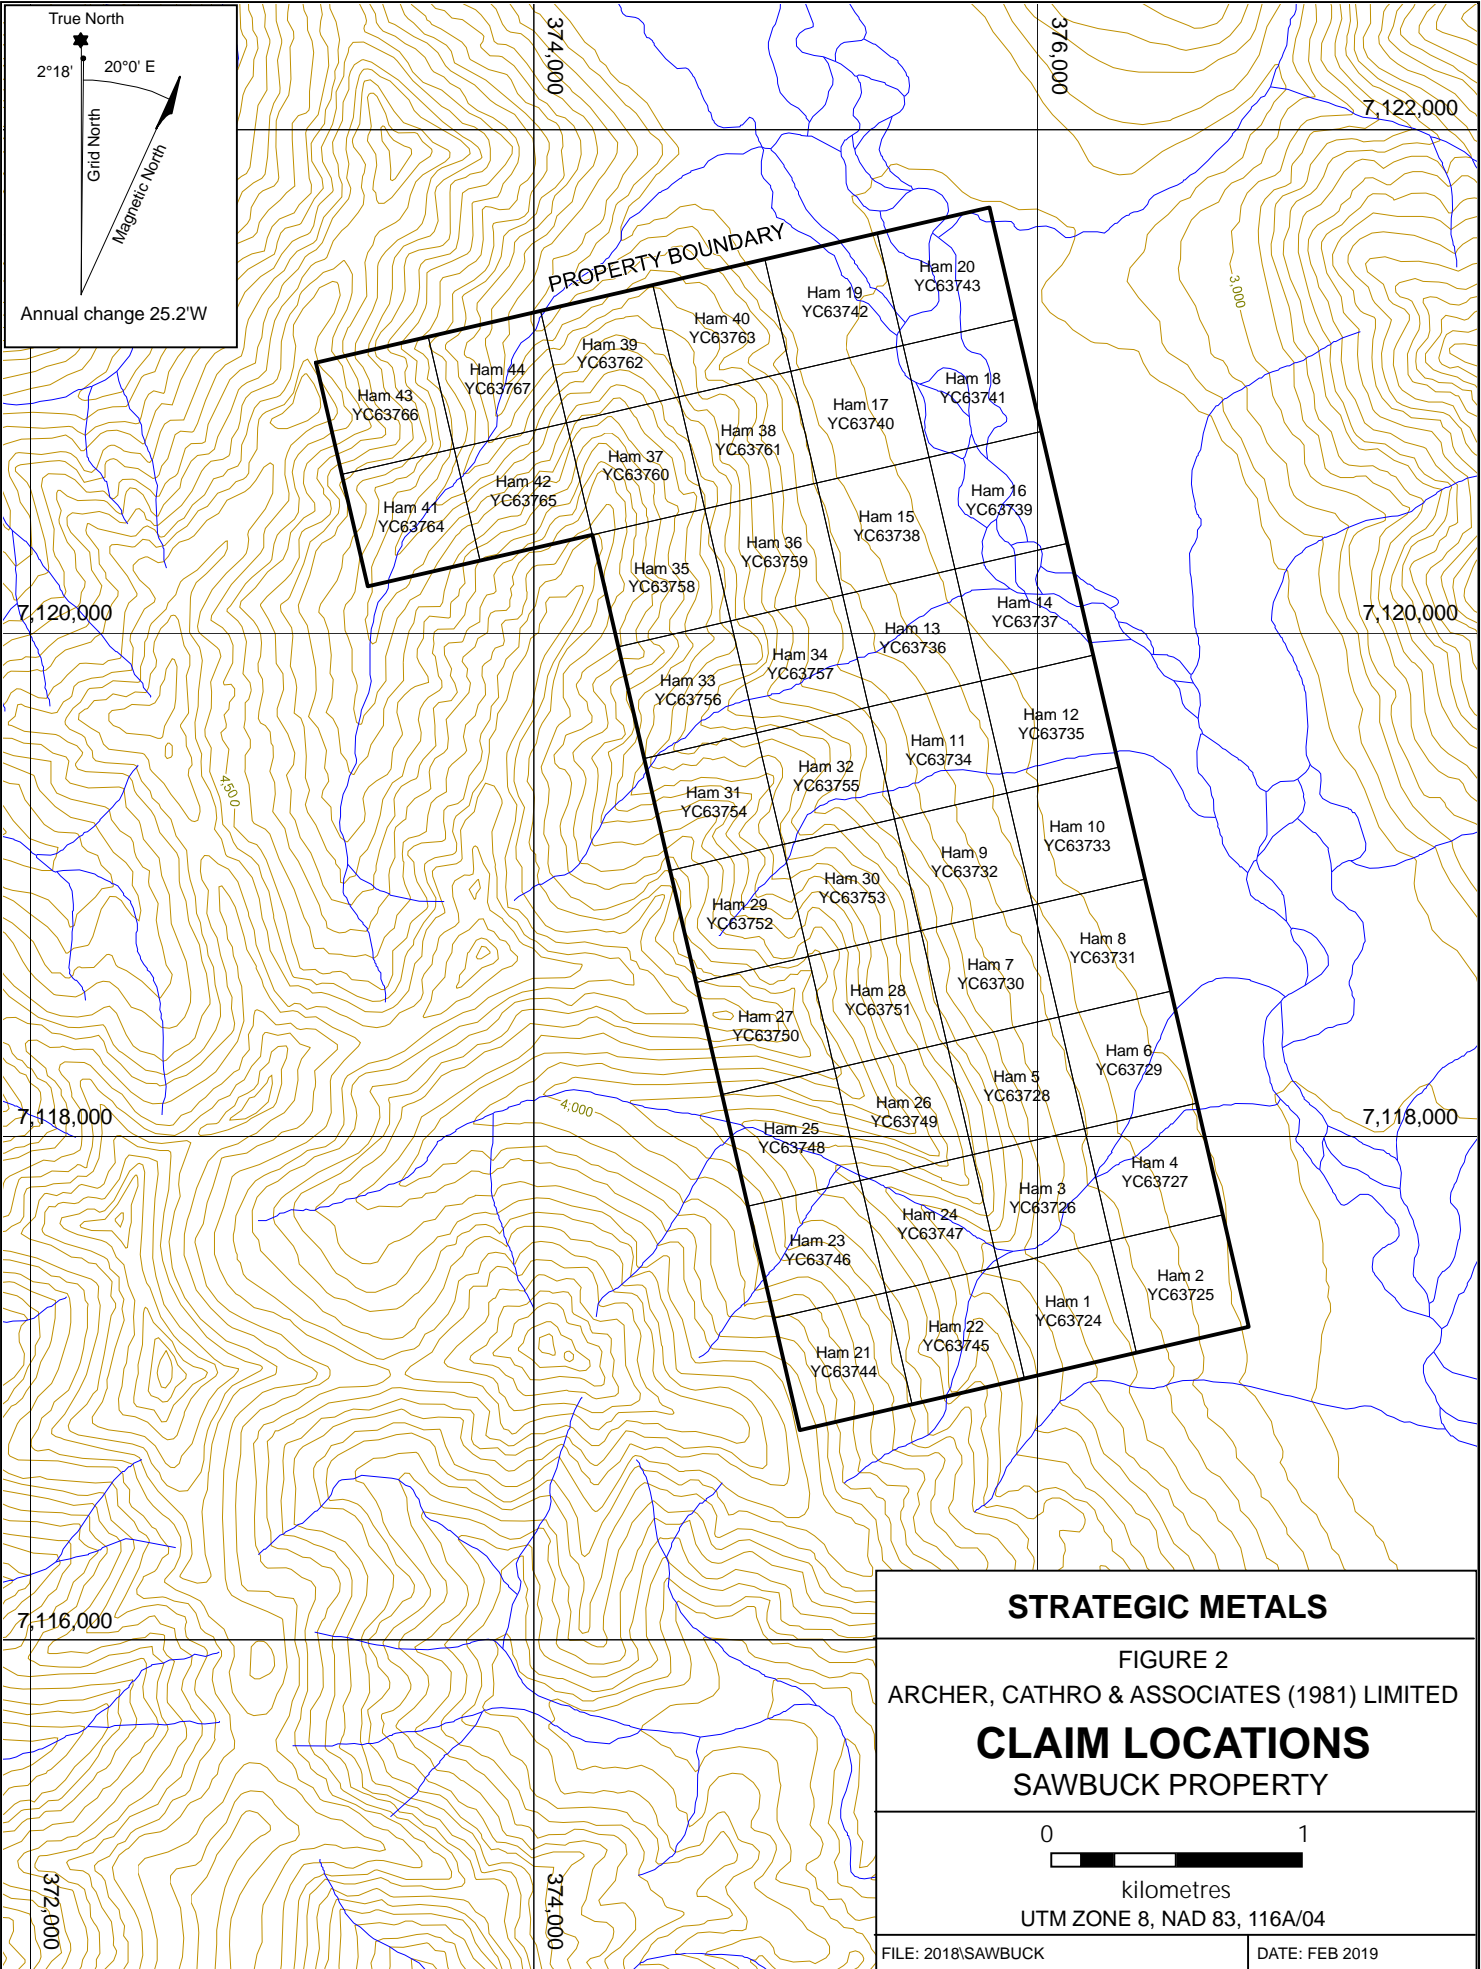 True North
2°18'
20°0' E
Grid North
Magnetic North
Annual change 25.2'W
374,000
376,000
7,122,000
PROPERTY BOUNDARY
3,000
Ham 20
YC63743
Ham 19
YC63742
Ham 40
YC63763
Ham 39
YC63762
Ham 44
YC63767
Ham 43
YC63766
Ham 18
YC63741
Ham 17
YC63740
Ham 38
YC63761
Ham 37
YC63760
Ham 42
YC63765
Ham 41
YC63764
Ham 16
YC63739
Ham 15
YC63738
Ham 36
YC63759
Ham 35
YC63758
7,120,000
7,120,000
Ham 14
YC63737
Ham 13
YC63736
Ham 34
YC63757
Ham 33
YC63756
Ham 12
YC63735
Ham 11
YC63734
Ham 32
YC63755
Ham 31
YC63754
4,500
Ham 10
YC63733
Ham 9
YC63732
Ham 30
YC63753
Ham 29
YC63752
Ham 8
YC63731
Ham 7
YC63730
Ham 28
YC63751
Ham 27
YC63750
Ham 6
YC63729
Ham 5
YC63728
Ham 26
YC63749
Ham 25
YC63748
4,000
7,118,000
7,118,000
Ham 4
YC63727
Ham 3
YC63726
Ham 24
YC63747
Ham 23
YC63746
Ham 2
YC63725
Ham 1
YC63724
Ham 22
YC63745
Ham 21
YC63744
7,116,000
372,000
374,000
STRATEGIC METALS
FIGURE 2
ARCHER, CATHRO & ASSOCIATES (1981) LIMITED
CLAIM LOCATIONS
SAWBUCK PROPERTY
0 1
kilometres
UTM ZONE 8, NAD 83, 116A/04
FILE: 2018\SAWBUCK
DATE: FEB 2019